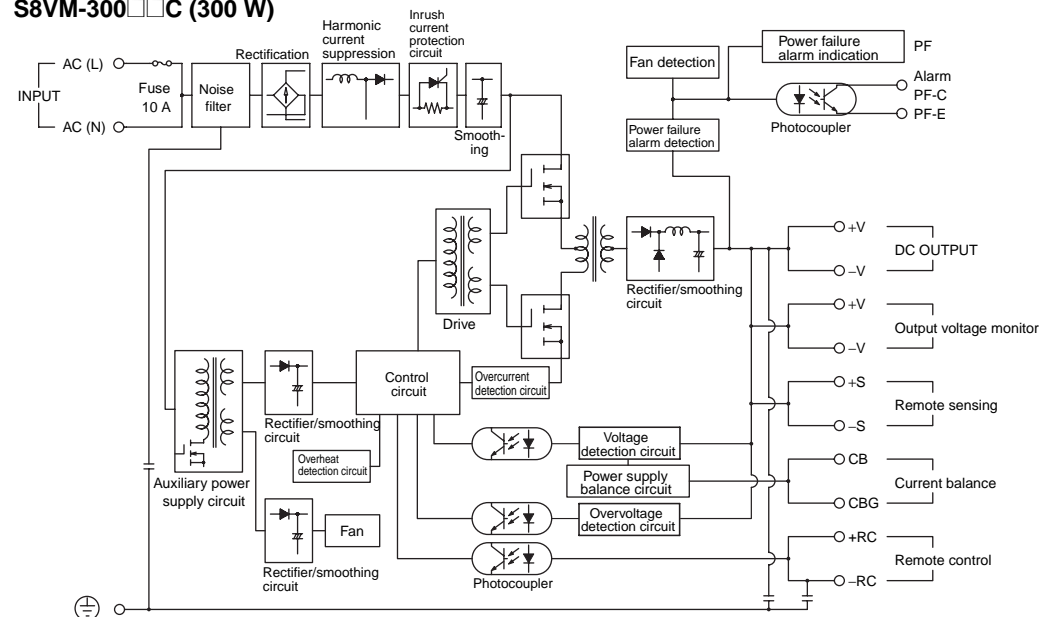 S8VM-300□□C (300 W)
Harmonic
current
suppression
Inrush
current
protection
circuit
Rectification
AC (L)
INPUT
AC (N)
Fuse
10 A
Noise
filter
Smooth-
ing
Fan detection
Power failure
alarm indication
PF
Alarm
PF-C
PF-E
Photocoupler
Power failure
alarm detection
Drive
Rectifier/smoothing
circuit
+V
DC OUTPUT
−V
+V
Output voltage monitor
−V
+S
Remote sensing
−S
CB
Current balance
CBG
+RC
Remote control
−RC
Control
circuit
Overcurrent
detection circuit
Rectifier/smoothing
circuit
Overheat
detection circuit
Auxiliary power
supply circuit
Voltage
detection circuit
Power supply
balance circuit
Overvoltage
detection circuit
Fan
Rectifier/smoothing
circuit
Photocoupler